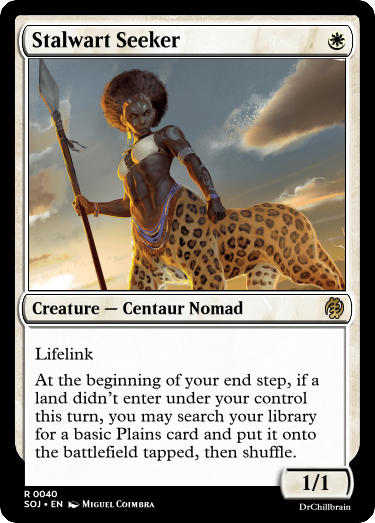 Stalwart Seeker
Creature — Centaur Nomad
Lifelink
At the beginning of your end step, if a
land didn't enter under your control
this turn, you may search your library
for a basic Plains card and put it onto
the battlefield tapped, then shuffle.
1/1
R 0040
SOJ • EN Miguel Coimbra
DrChillbrain